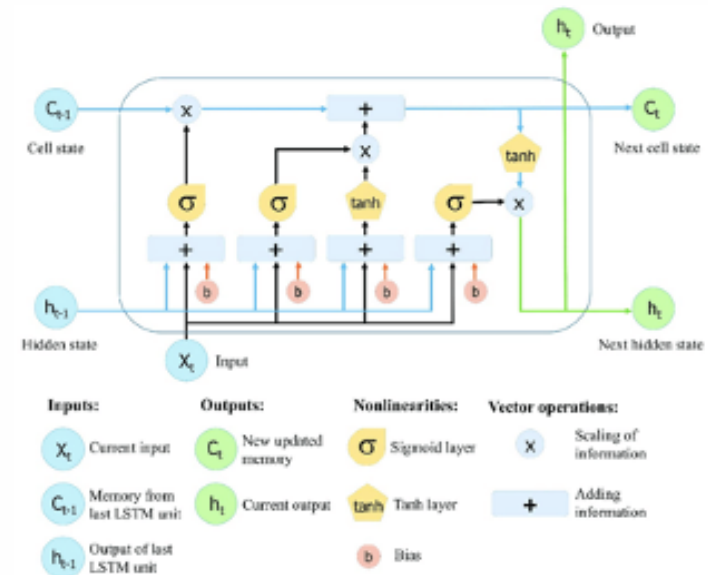 ht Output
Ct-1 x + Ct
Cell state Next cell state
tanh
x
σ σ tanh σ x
+ + + +
b b b b
ht-1 ht
Hidden state Next hidden state
Xt Input
Inputs: Outputs: Nonlinearities: Vector operations:
Xt Current input
Ct New updated
memory
σ Sigmoid layer
x Scaling of
information
Ct-1 Memory from
last LSTM unit
ht Current output
tanh Tanh layer
+ Adding
information
ht-1 Output of last
LSTM unit
b Bias